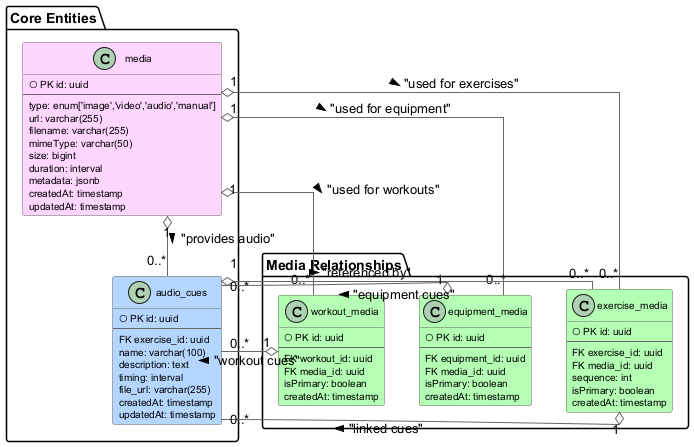 Core Entities
C media
PK id: uuid
type: enum['image','video','audio','manual']
url: varchar(255)
filename: varchar(255)
mimeType: varchar(50)
size: bigint
duration: interval
metadata: jsonb
createdAt: timestamp
updatedAt: timestamp
1
"used for exercises"
1
"used for equipment"
1
"used for workouts"
1
"provides audio"
0..*
C audio_cues
PK id: uuid
FK exercise_id: uuid
name: varchar(100)
description: text
timing: interval
file_url: varchar(255)
createdAt: timestamp
updatedAt: timestamp
Media Relationships
1
"referenced by"
0..*
0..*
0..*
0..*
0..*
1
"equipment cues"
C workout_media
PK id: uuid
FK workout_id: uuid
FK media_id: uuid
isPrimary: boolean
createdAt: timestamp
C equipment_media
PK id: uuid
FK equipment_id: uuid
FK media_id: uuid
isPrimary: boolean
createdAt: timestamp
C exercise_media
PK id: uuid
FK exercise_id: uuid
FK media_id: uuid
sequence: int
isPrimary: boolean
createdAt: timestamp
0..*
1
"workout cues"
0..*
"linked cues"
1